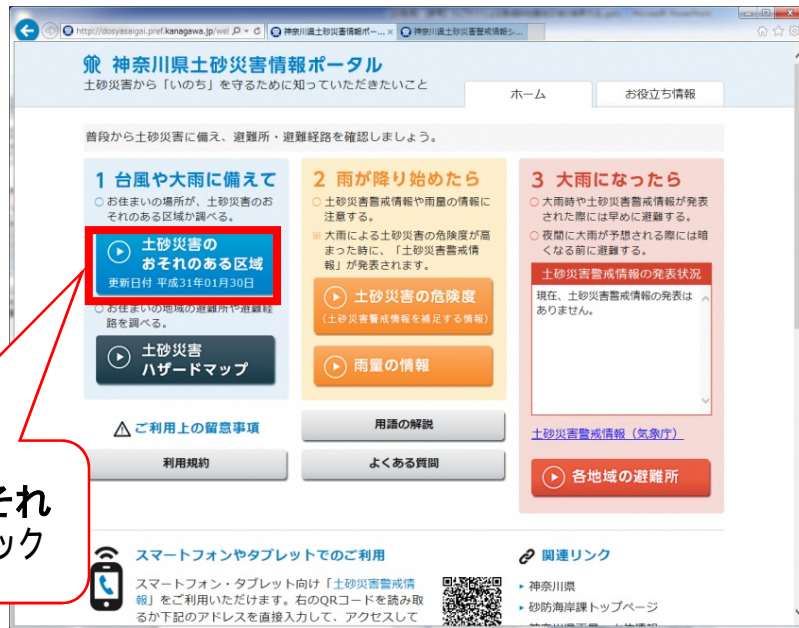 http://dosyasaigai.pref.kanagawa.jp/wel
神奈川県土砂災害情報ポー...
神奈川県土砂災害警戒情報シ...
神奈川県土砂災害情報ポータル
土砂災害から「いのち」を守るために知っていただきたいこと
ホーム
お役立ち情報
普段から土砂災害に備え、避難所・避難経路を確認しましょう。
1 台風や大雨に備えて
○ お住まいの場所が、土砂災害のお
それのある区域か調べる。
土砂災害の
おそれのある区域
更新日付 平成31年01月30日
○ お住まいの地域の避難所や避難経
路を調べる。
土砂災害
ハザードマップ
2 雨が降り始めたら
○ 土砂災害警戒情報や雨量の情報に
注意する。
※ 大雨による土砂災害の危険度が高
まった時に、「土砂災害警戒情
報」が発表されます。
土砂災害の危険度
(土砂災害警戒情報を補足する情報)
雨量の情報
3 大雨になったら
○ 大雨時や土砂災害警戒情報が発表
された際には早めに避難する。
○ 夜間に大雨が予想される際には暗
くなる前に避難する。
土砂災害警戒情報の発表状況
現在、土砂災害警戒情報の発表は
ありません。
土砂災害警戒情報（気象庁）
各地域の避難所
ご利用上の留意事項
用語の解説
利用規約
よくある質問
それ
ック
スマートフォンやタブレットでのご利用
スマートフォン・タブレット向け「土砂災害警戒情
報」をご利用いただけます。右のQRコードを読み取
るか下記のアドレスを直接入力して、アクセスして
関連リンク
神奈川県
砂防海岸課トップページ